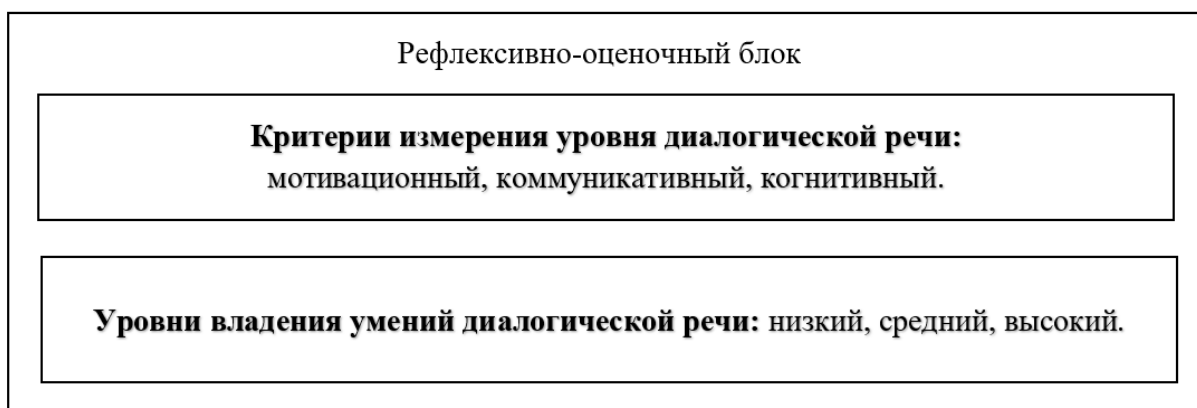 Рефлексивно-оценочный блок
Критерии измерения уровня диалогической речи:
мотивационный, коммуникативный, когнитивный.
Уровни владения умений диалогической речи: низкий, средний, высокий.